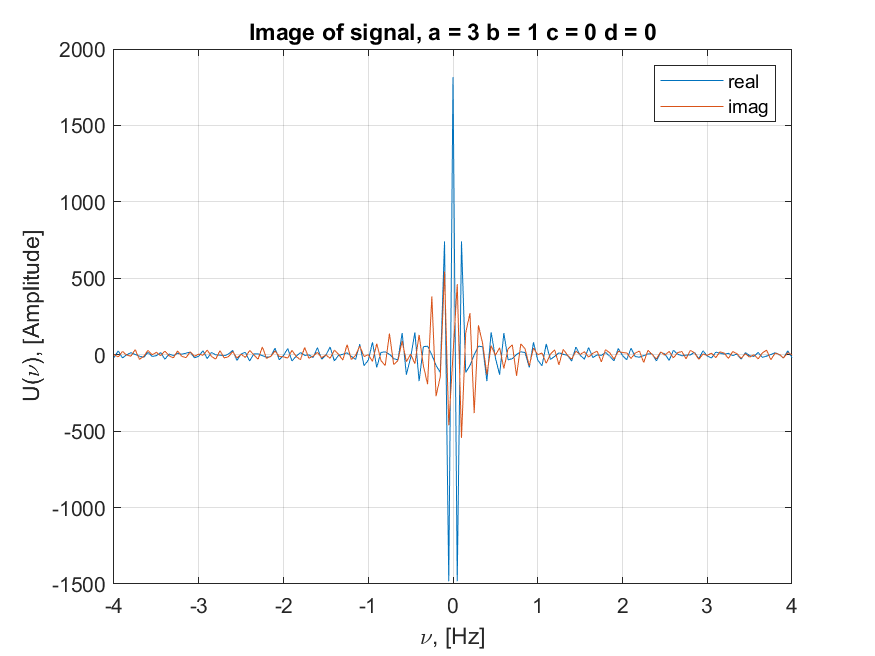 Image of signal, a = 3 b = 1 c = 0 d = 0
real
imag
2000
1500
1000
500
0
-500
-1000
-1500
U(ν), [Amplitude]
-4 -3 -2 -1 0 1 2 3 4
ν, [Hz]